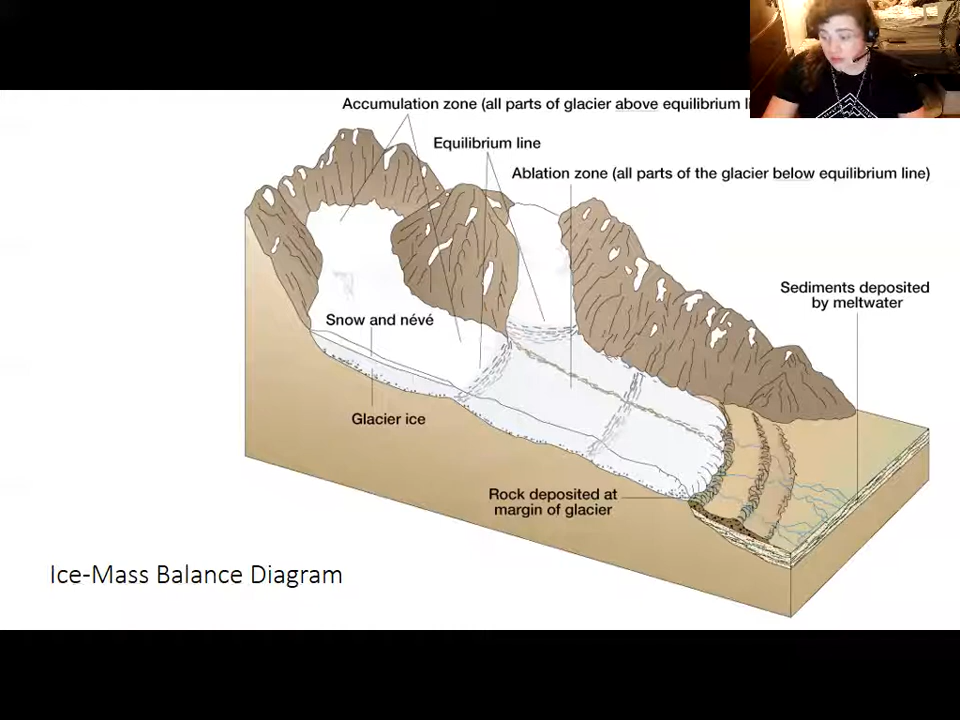 Accumulation zone (all parts of glacier above equilibrium
Equilibrium line
Ablation zone (all parts of the glacier below equilibrium line)
Sediments deposited
by meltwater
Snow and névé
Glacier ice
Rock deposited at
margin of glacier
Ice-Mass Balance Diagram